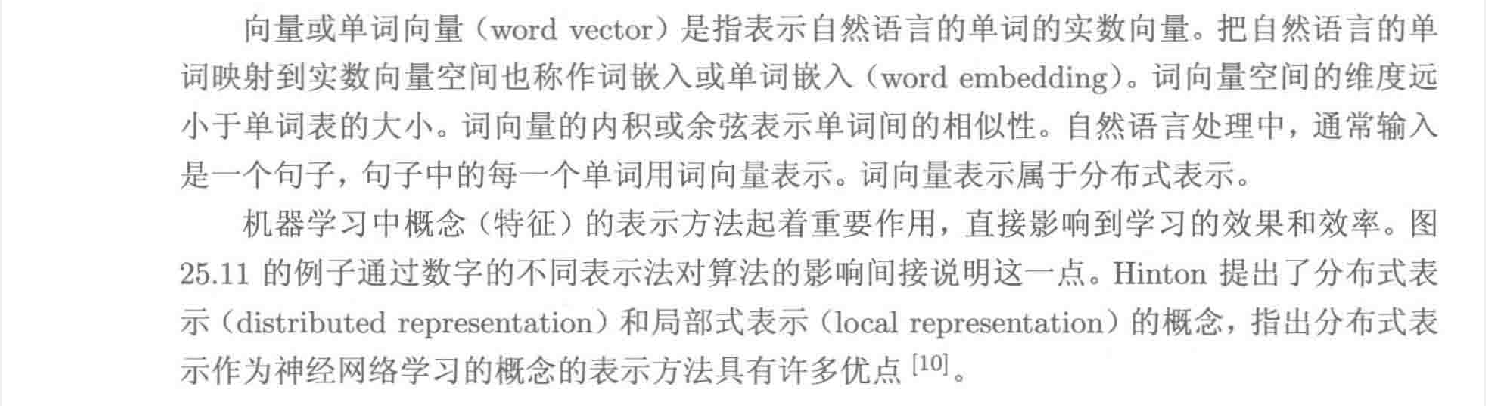 向量或单词向量（word vector）是指表示自然语言的单词的实数向量。把自然语言的单
词映射到实数向量空间也称作词嵌入或单词嵌入（word embedding）。词向量空间的维度远
小于单词表的大小。词向量的内积或余弦表示单词间的相似性。自然语言处理中，通常输入
是一个句子，句子中的每一个单词用词向量表示。词向量表示属于分布式表示。
机器学习中概念（特征）的表示方法起着重要作用，直接影响到学习的效果和效率。图
25.11 的例子通过数字的不同表示法对算法的影响间接说明这一点。Hinton 提出了分布式表
示（distributed representation）和局部式表示（local representation）的概念，指出分布式表
示作为神经网络学习的概念的表示方法具有许多优点 [10]。